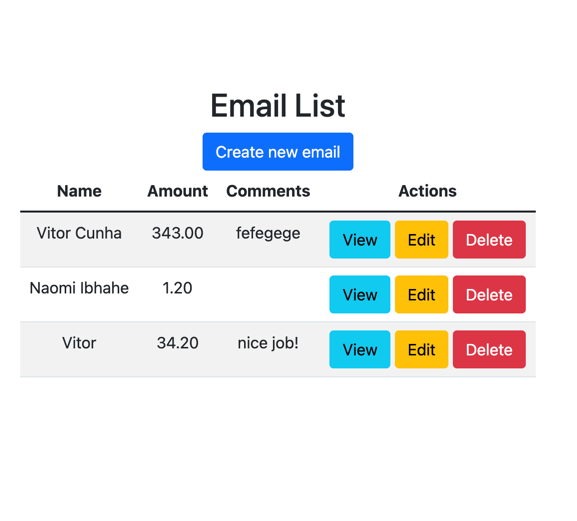 Email List
Create new email
Name Amount Comments Actions
Vitor Cunha 343.00 fefegege View Edit Delete
Naomi Ibhahe 1.20 View Edit Delete
Vitor 34.20 nice job! View Edit Delete